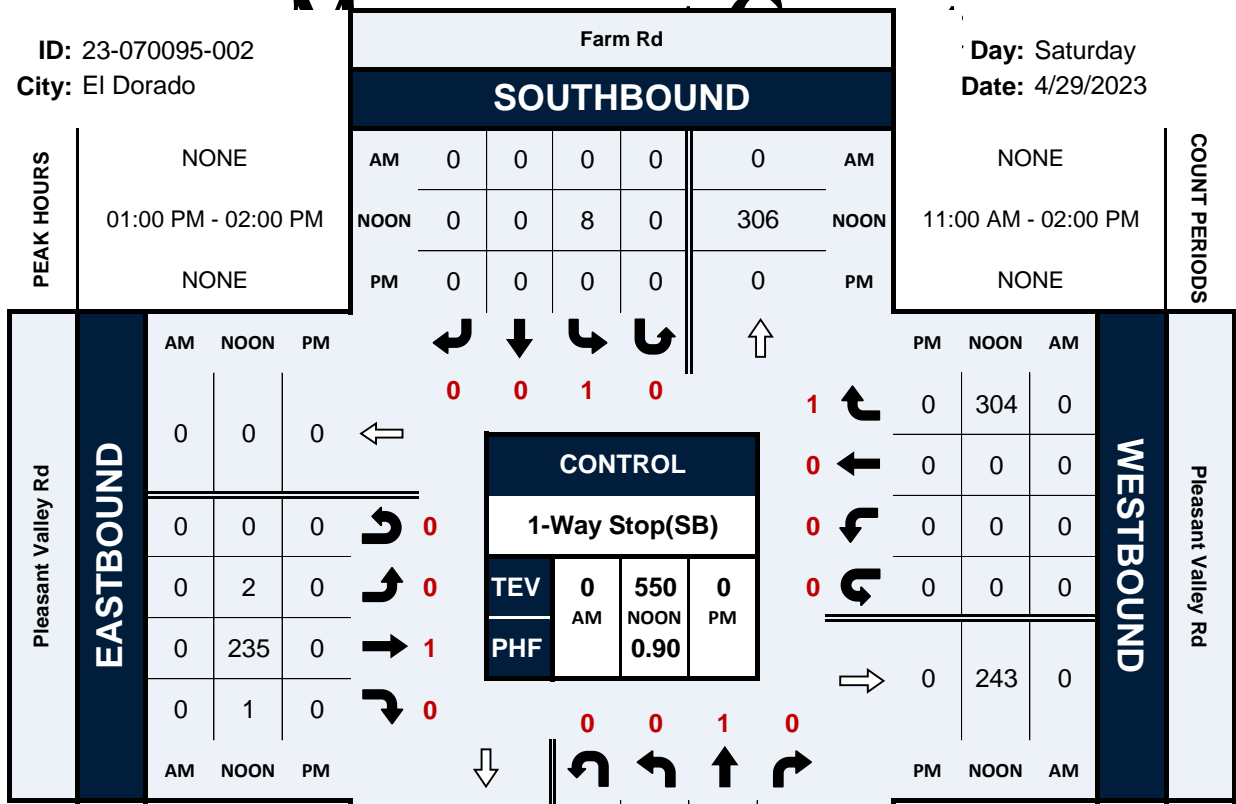 ID: 23-070095-002
City: El Dorado
Farm Rd
SOUTHBOUND
Day: Saturday
Date: 4/29/2023
PEAK HOURS
NONE
01:00 PM - 02:00 PM
NONE
AM 0 0 0 0 0 AM
NOON 0 0 8 0 306 NOON
PM 0 0 0 0 0 PM
NONE
11:00 AM - 02:00 PM
NONE
COUNT PERIODS
0 0 1 0
Pleasant Valley Rd
EASTBOUND
AM NOON PM
0 0 0
0 0 0 0
0 2 0 0
0 235 0 1
0 1 0 0
AM NOON PM
CONTROL
1-Way Stop(SB)
TEV 0 550 0
AM NOON PM
PHF 0.90
PM NOON AM
1 0 304 0
0 0 0 0
0 0 0 0
0 0 0 0
0 243 0
PM NOON AM
WESTBOUND
Pleasant Valley Rd
0 0 1 0